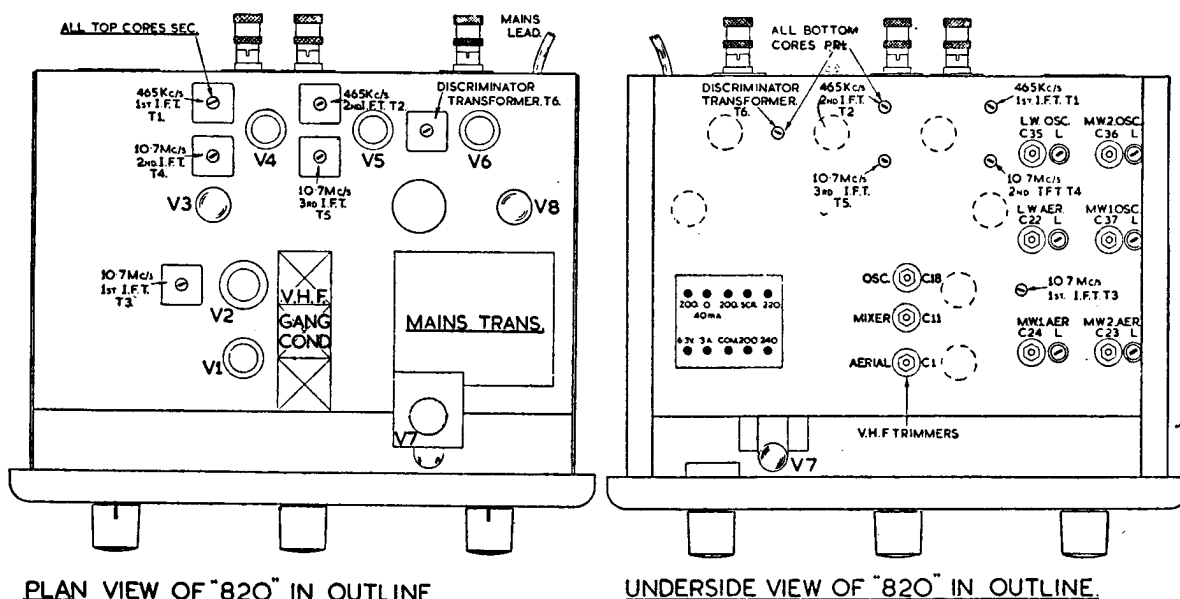 ALL TOP CORES SEC.
MAINS
LEAD.
465Kc/s
1ST I.F.T.
T1.
465Kc/s
2ND I.F.T. T2.
DISCRIMINATOR
TRANSFORMER. T6.
V4
V5
V6
10.7Mc/s
2ND I.F.T.
T4.
10.7Mc/s
3RD I.F.T.
T5
V3
V8
10.7Mc/s
1ST I.F.T.
T3.
V2
V.H.F.
GANG
COND
MAINS TRANS.
V1
V7
PLAN VIEW OF "820" IN OUTLINE
ALL BOTTOM
CORES PRI.
DISCRIMINATOR
TRANSFORMER.
T6.
465Kc/s
2ND I.F.T.
T2
465Kc/s
1ST I.F.T. T1
L.W. OSC.
C35 L
MW2.OSC.
C36 L
10.7Mc/s
3RD I.F.T.
T5.
10.7Mc/s
2ND IFT T4
L.W.AER.
C22 L
MW1.OSC.
C37 L
OSC. C18
10.7Mc/s
1ST. I.F.T. T3
200. 0 200. SCR. 220
40mA
MIXER C11
6.3V. 3A COM.200 240
AERIAL C1
MW1.AER
C24 L
MW2.AER.
C23 L
V.H.F TRIMMERS
V7
UNDERSIDE VIEW OF "820" IN OUTLINE.